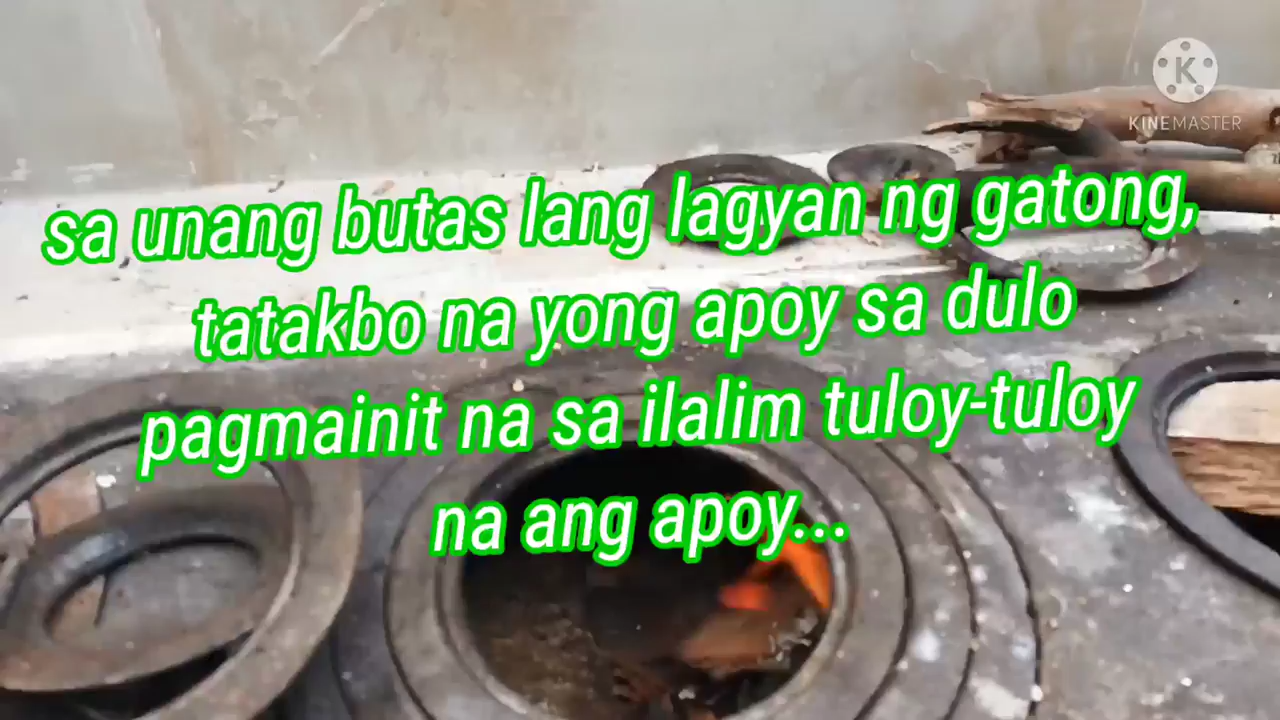 KINEMASTER
sa unang butas lang lagyan ng gatong,
tatakbo na yong apoy sa dulo
pagmainit na sa ilalim tuloy-tuloy
na ang apoy...